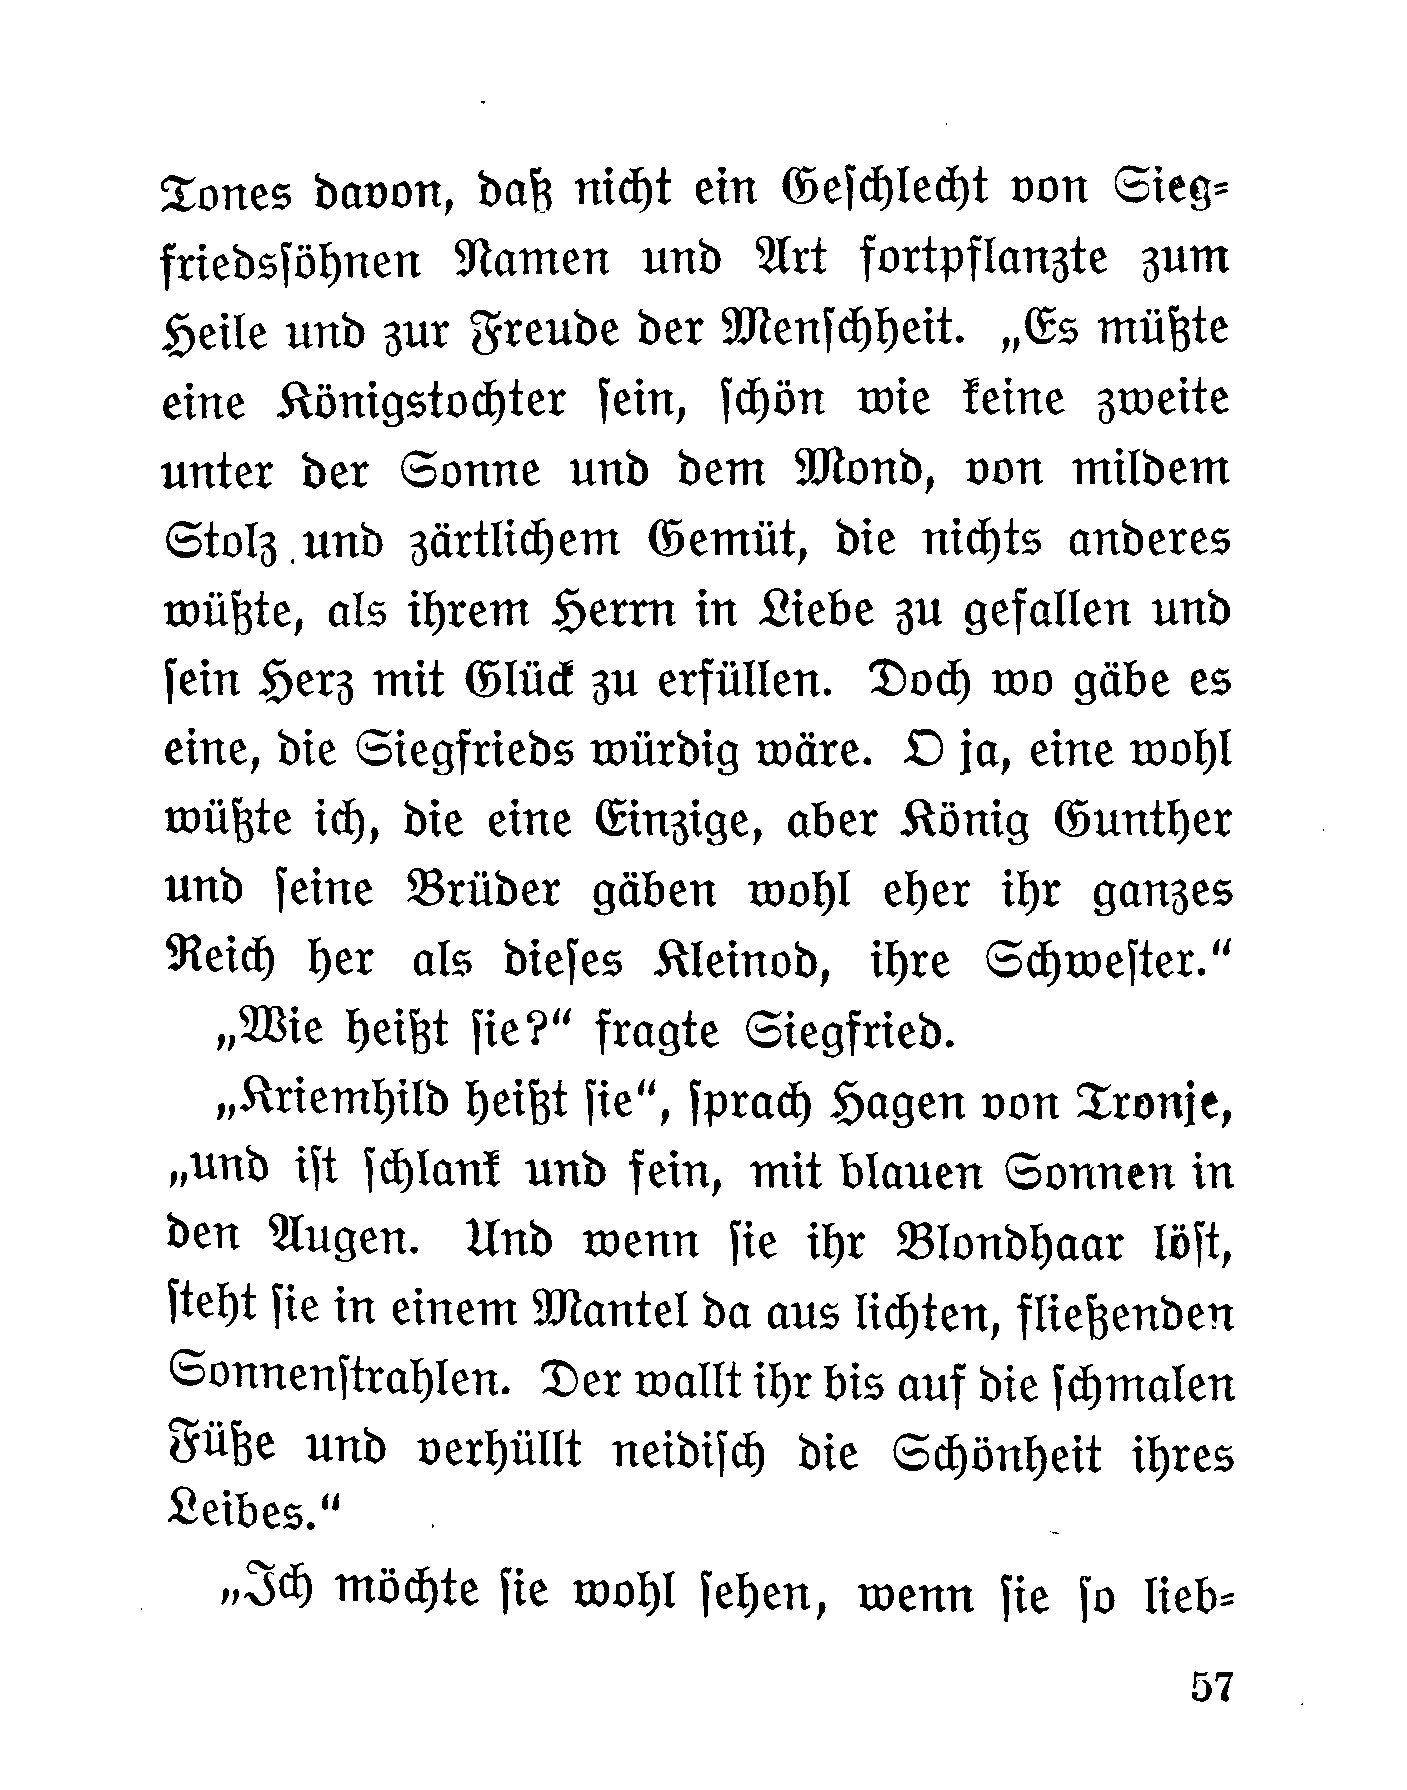 Tones davon, daß nicht ein Geſchlecht von Sieg⸗
friedsſöhnen Namen und Art fortpflanzte zum
Heile und zur Freude der Menſchheit. „Es müßte
eine Königstochter ſein, ſchön wie keine zweite
unter der Sonne und dem Mond, von mildem
Stolz und zärtlichem Gemüt, die nichts anderes
wüßte, als ihrem Herrn in Liebe zu gefallen und
ſein Herz mit Glück zu erfüllen. Doch wo gäbe es
eine, die Siegfrieds würdig wäre. O ja, eine wohl
wüßte ich, die eine Einzige, aber König Gunther
und ſeine Brüder gäben wohl eher ihr ganzes
Reich her als dieſes Kleinod, ihre Schweſter.“
„Wie heißt ſie?“ fragte Siegfried.
„Kriemhild heißt ſie“, ſprach Hagen von Tronje,
„und iſt ſchlank und fein, mit blauen Sonnen in
den Augen. Und wenn ſie ihr Blondhaar löſt,
ſteht ſie in einem Mantel da aus lichten, fließenden
Sonnenſtrahlen. Der wallt ihr bis auf die ſchmalen
Füße und verhüllt neidiſch die Schönheit ihres
Leibes.“
„Ich möchte ſie wohl ſehen, wenn ſie ſo lieb⸗
57